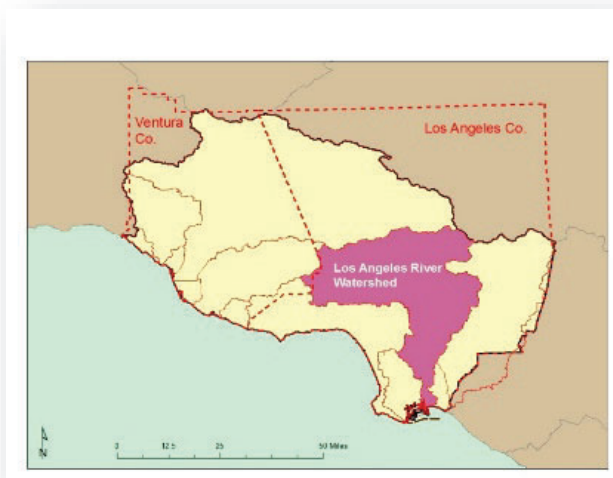 Ventura
Co.
Los Angeles Co.
Los Angeles River
Watershed
N
0 12.5 25 50 Miles